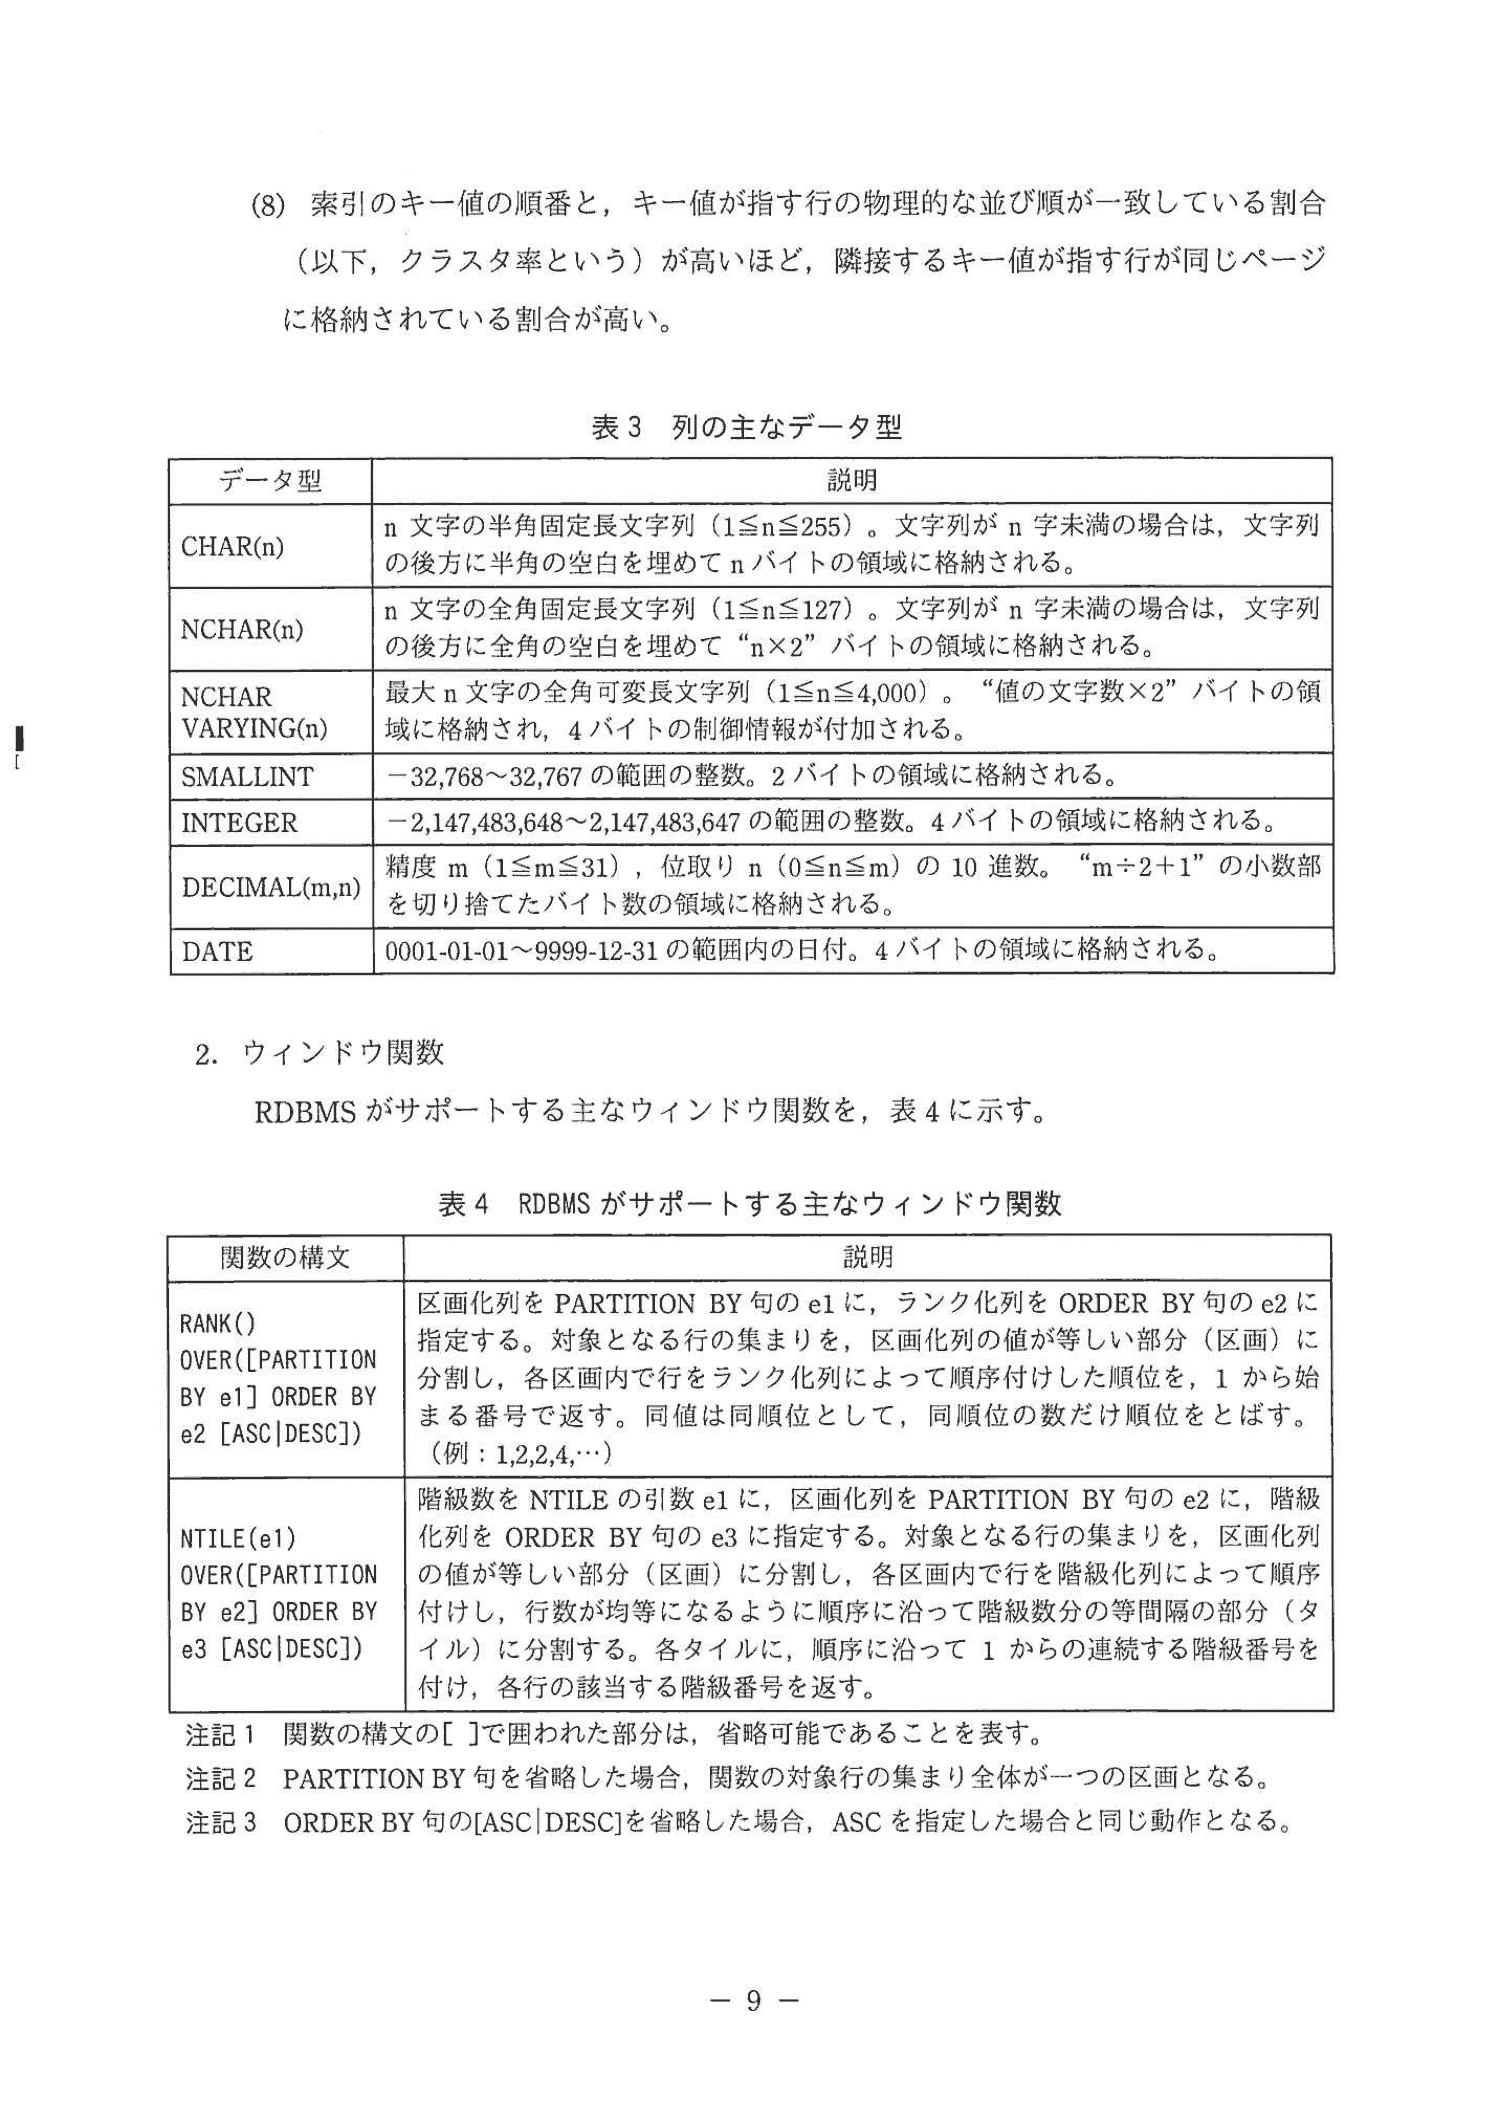 (8) 索引のキー値の順番と，キー値が指す行の物理的な並び順が一致している割合
（以下，クラスタ率という）が高いほど，隣接するキー値が指す行が同じページ
に格納されている割合が高い。
表3 列の主なデータ型
データ型 説明
CHAR(n)
n 文字の半角固定長文字列（1≦n≦255）。文字列が n 字未満の場合は，文字列
の後方に半角の空白を埋めて n バイトの領域に格納される。
NCHAR(n)
n 文字の全角固定長文字列（1≦n≦127）。文字列が n 字未満の場合は，文字列
の後方に全角の空白を埋めて “n×2” バイトの領域に格納される。
NCHAR
VARYING(n)
最大 n 文字の全角可変長文字列（1≦n≦4,000）。“値の文字数×2” バイトの領
域に格納され，4 バイトの制御情報が付加される。
SMALLINT －32,768～32,767 の範囲の整数。2 バイトの領域に格納される。
INTEGER －2,147,483,648～2,147,483,647 の範囲の整数。4 バイトの領域に格納される。
DECIMAL(m,n)
精度 m（1≦m≦31），位取り n（0≦n≦m）の 10 進数。“m÷2＋1” の小数部
を切り捨てたバイト数の領域に格納される。
DATE 0001-01-01～9999-12-31 の範囲内の日付。4 バイトの領域に格納される。
2. ウィンドウ関数
RDBMS がサポートする主なウィンドウ関数を，表 4 に示す。
表4 RDBMS がサポートする主なウィンドウ関数
関数の構文 説明
RANK()
OVER([PARTITION
BY e1] ORDER BY
e2 [ASC|DESC])
区画化列を PARTITION BY 句の e1 に，ランク化列を ORDER BY 句の e2 に
指定する。対象となる行の集まりを，区画化列の値が等しい部分（区画）に
分割し，各区画内で行をランク化列によって順序付けした順位を，1 から始
まる番号で返す。同値は同順位として，同順位の数だけ順位をとばす。
（例：1,2,2,4,…）
NTILE(e1)
OVER([PARTITION
BY e2] ORDER BY
e3 [ASC|DESC])
階級数を NTILE の引数 e1 に，区画化列を PARTITION BY 句の e2 に，階級
化列を ORDER BY 句の e3 に指定する。対象となる行の集まりを，区画化列
の値が等しい部分（区画）に分割し，各区画内で行を階級化列によって順序
付けし，行数が均等になるように順序に沿って階級数分の等間隔の部分（タ
イル）に分割する。各タイルに，順序に沿って 1 からの連続する階級番号を
付け，各行の該当する階級番号を返す。
注記1 関数の構文の[ ]で囲われた部分は，省略可能であることを表す。
注記2 PARTITION BY 句を省略した場合，関数の対象行の集まり全体が一つの区画となる。
注記3 ORDER BY 句の[ASC|DESC]を省略した場合，ASC を指定した場合と同じ動作となる。
－ 9 －